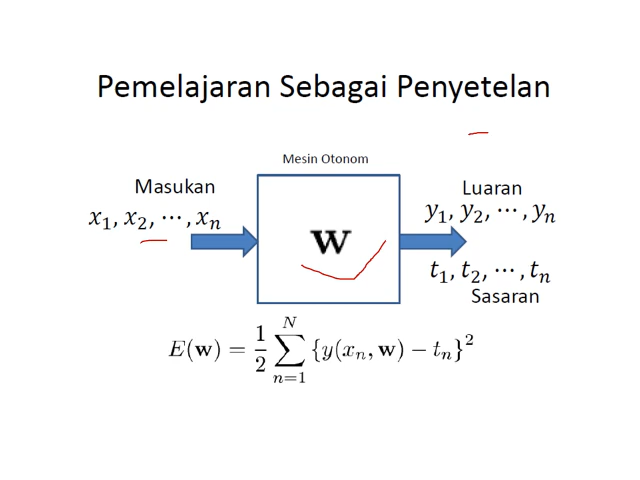 Pemelajaran Sebagai Penyetelan
Mesin Otonom
Masukan
x₁, x₂, ⋯, xₙ
w
Luaran
y₁, y₂, ⋯, yₙ
t₁, t₂, ⋯, tₙ
Sasaran
E(w) = 1/2 ∑_{n=1}^{N} {y(xₙ, w) − tₙ}²